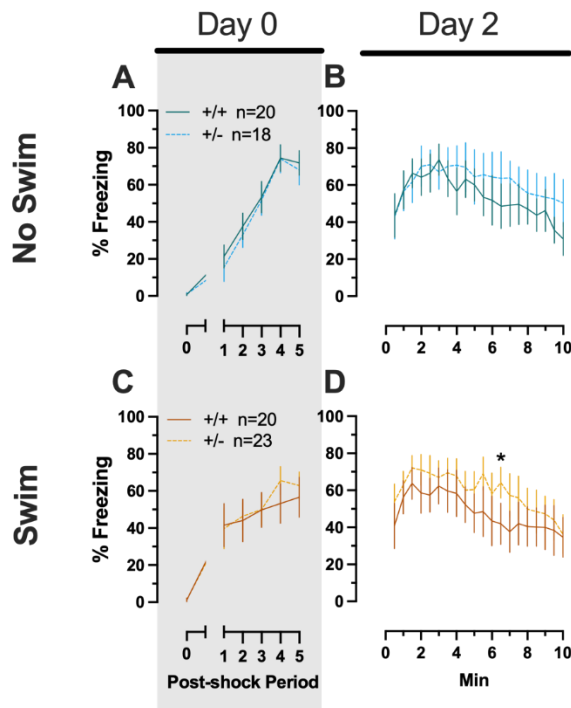 Day 0
Day 2
No Swim
A
+/+ n=20
+/- n=18
% Freezing
100
80
60
40
20
0
0
1 2 3 4 5
B
100
80
60
40
20
0
0 2 4 6 8 10
Swim
C
+/+ n=20
+/- n=23
% Freezing
100
80
60
40
20
0
0
1 2 3 4 5
Post-shock Period
D
*
100
80
60
40
20
0
0 2 4 6 8 10
Min